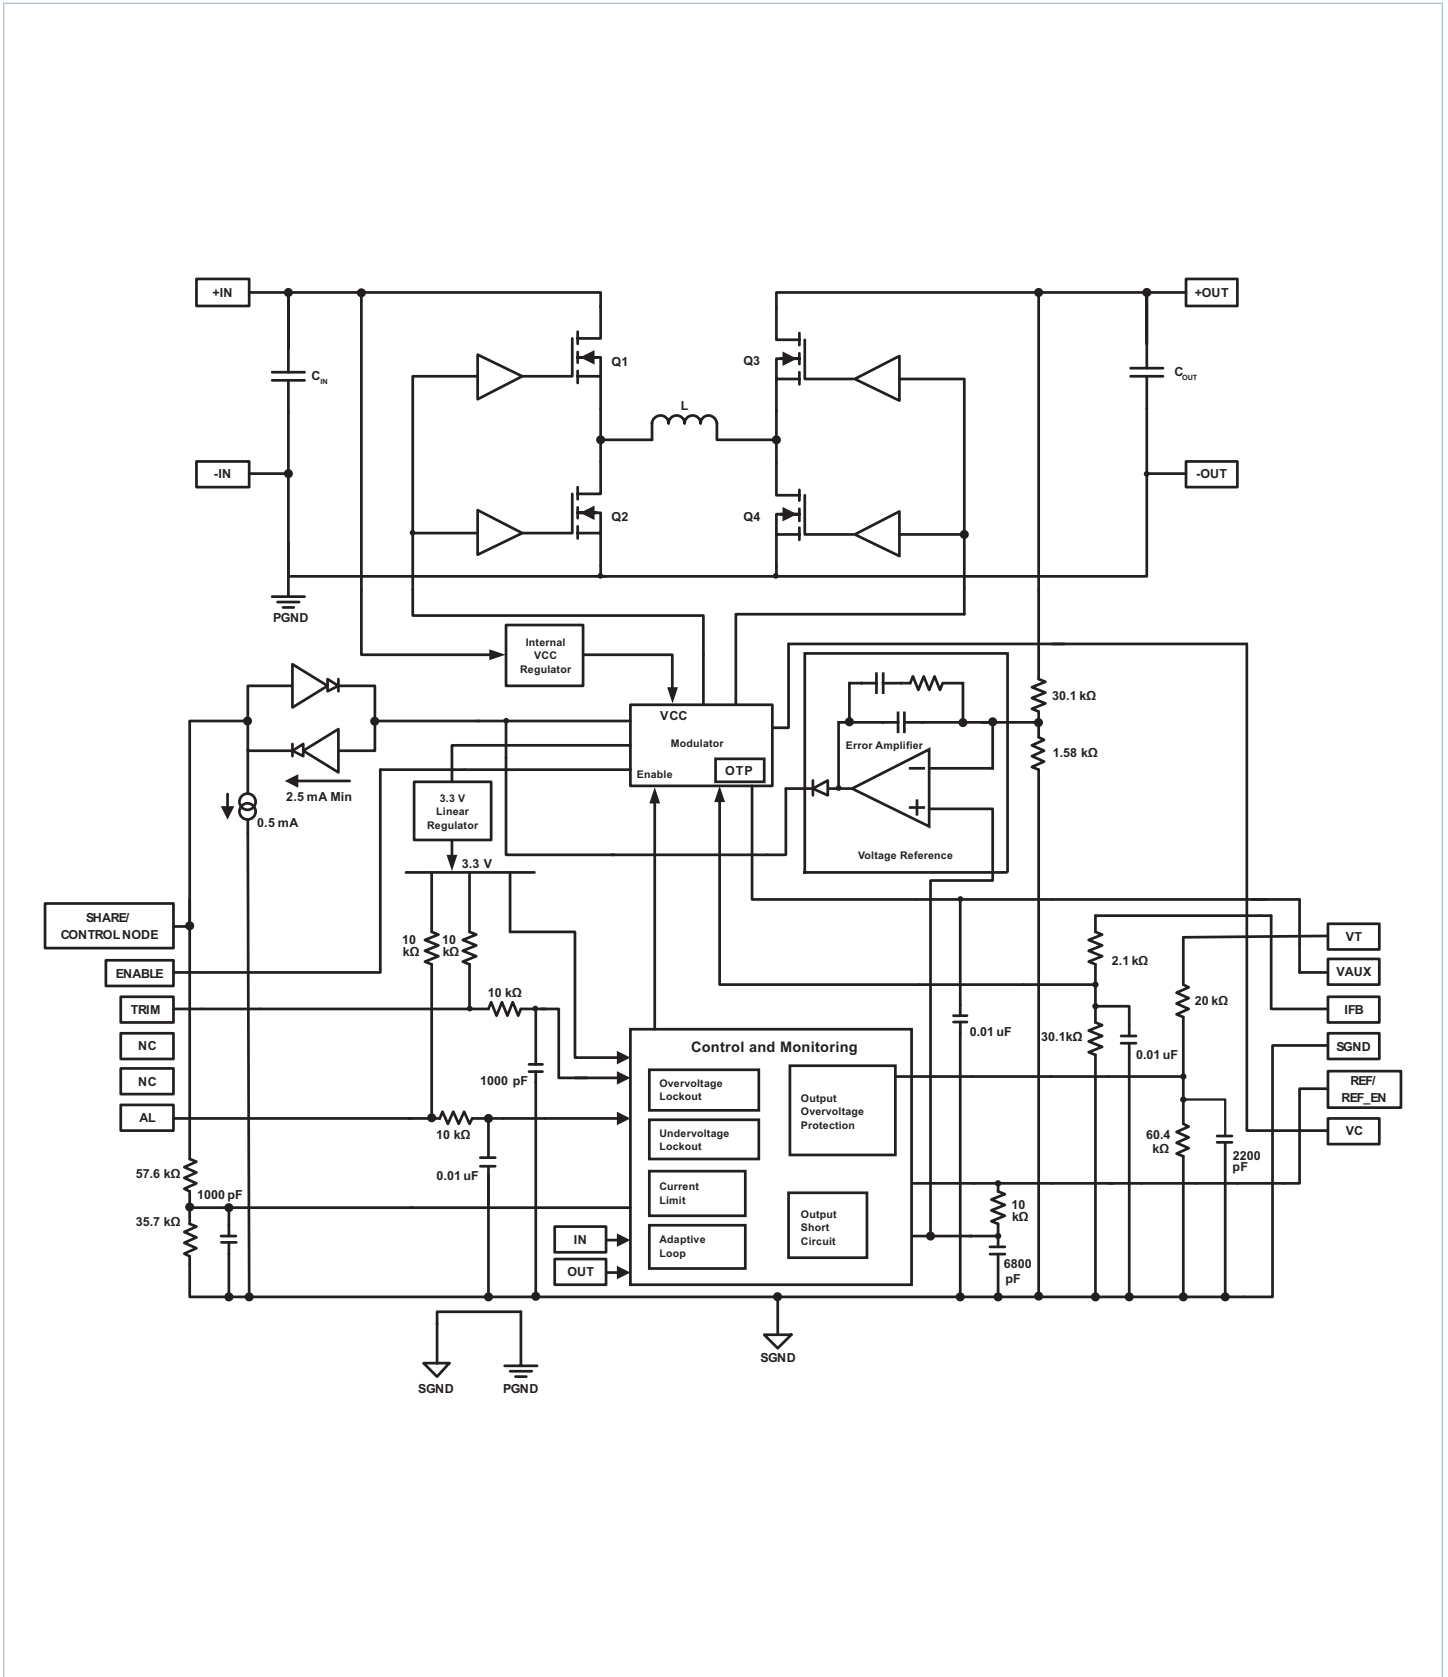 +IN
+OUT
Q1
Q3
CIN
COUT
L
-IN
-OUT
Q2
Q4
PGND
Internal
VCC
Regulator
30.1 kΩ
VCC
Modulator
Error Amplifier
1.58 kΩ
OTP
Enable
2.5 mA Min
3.3 V
Linear
Regulator
0.5 mA
−
+
Voltage Reference
3.3 V
SHARE/
CONTROL NODE
10
kΩ
10
kΩ
VT
2.1 kΩ
ENABLE
VAUX
10 kΩ
20 kΩ
TRIM
IFB
0.01 uF
30.1kΩ
NC
Control and Monitoring
SGND
0.01 uF
1000 pF
NC
Overvoltage
Lockout
Output
Overvoltage
Protection
REF/
REF_EN
AL
10 kΩ
Undervoltage
Lockout
60.4
kΩ
VC
2200
pF
57.6 kΩ
0.01 uF
Current
Limit
1000 pF
35.7 kΩ
Output
Short
Circuit
10
kΩ
IN
Adaptive
Loop
OUT
6800
pF
SGND
SGND
PGND